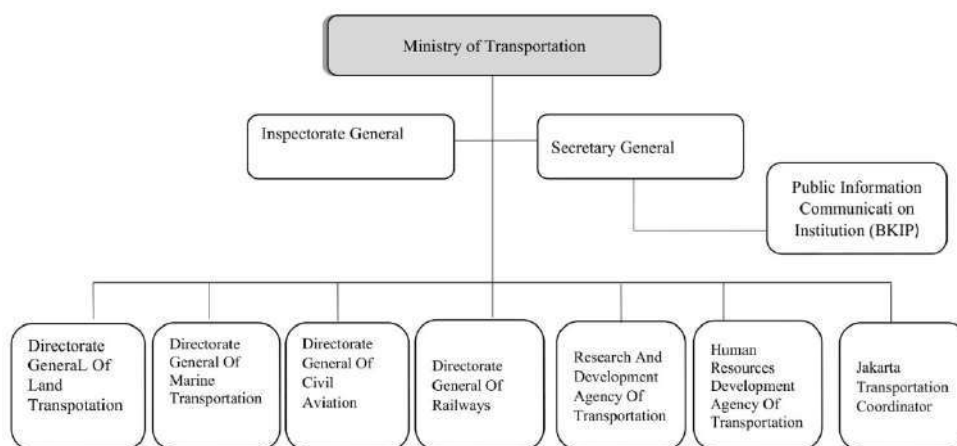 Ministry of Transportation
Inspectorate General
Secretary General
Public Information
Communicati on
Institution (BKIP)
Directorate
GeneraL Of
Land
Transpotation
Directorate
General Of
Marine
Transportation
Directorate
General Of
Civil
Aviation
Directorate
General Of
Railways
Research And
Development
Agency Of
Transportation
Human
Resources
Development
Agency Of
Transportation
Jakarta
Transportation
Coordinator